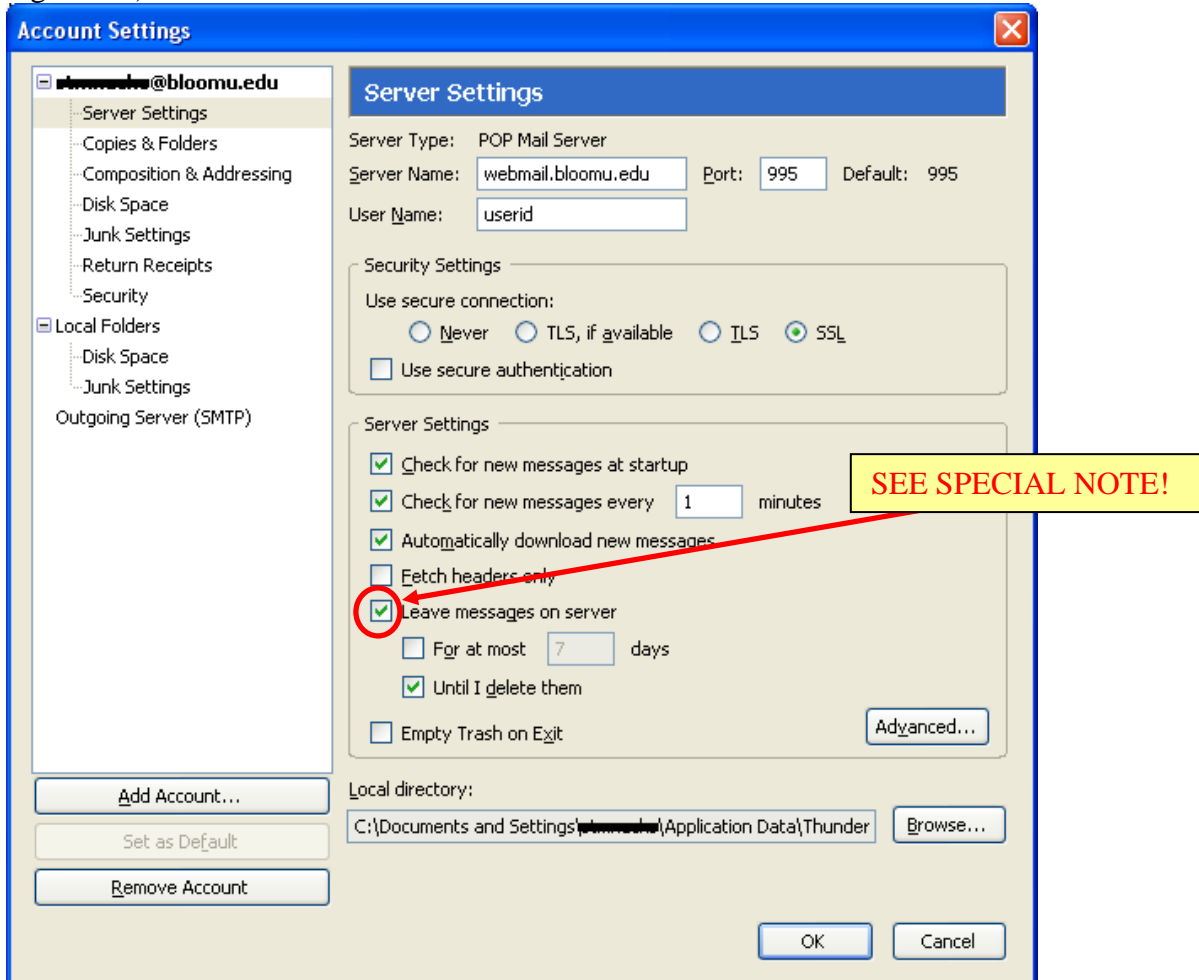 Account Settings
@bloomu.edu
Server Settings
Copies & Folders
Composition & Addressing
Disk Space
Junk Settings
Return Receipts
Security
Local Folders
Disk Space
Junk Settings
Outgoing Server (SMTP)
Add Account...
Set as Default
Remove Account
Server Settings
Server Type: POP Mail Server
Server Name: webmail.bloomu.edu Port: 995 Default: 995
User Name: userid
Security Settings
Use secure connection:
Never TLS, if available TLS SSL
Use secure authentication
Server Settings
Check for new messages at startup
Check for new messages every 1 minutes
Automatically download new messages
Fetch headers only
Leave messages on server
For at most 7 days
Until I delete them
Empty Trash on Exit
Advanced...
SEE SPECIAL NOTE!
Local directory:
C:\Documents and Settings\ \Application Data\Thunder Browse...
OK Cancel